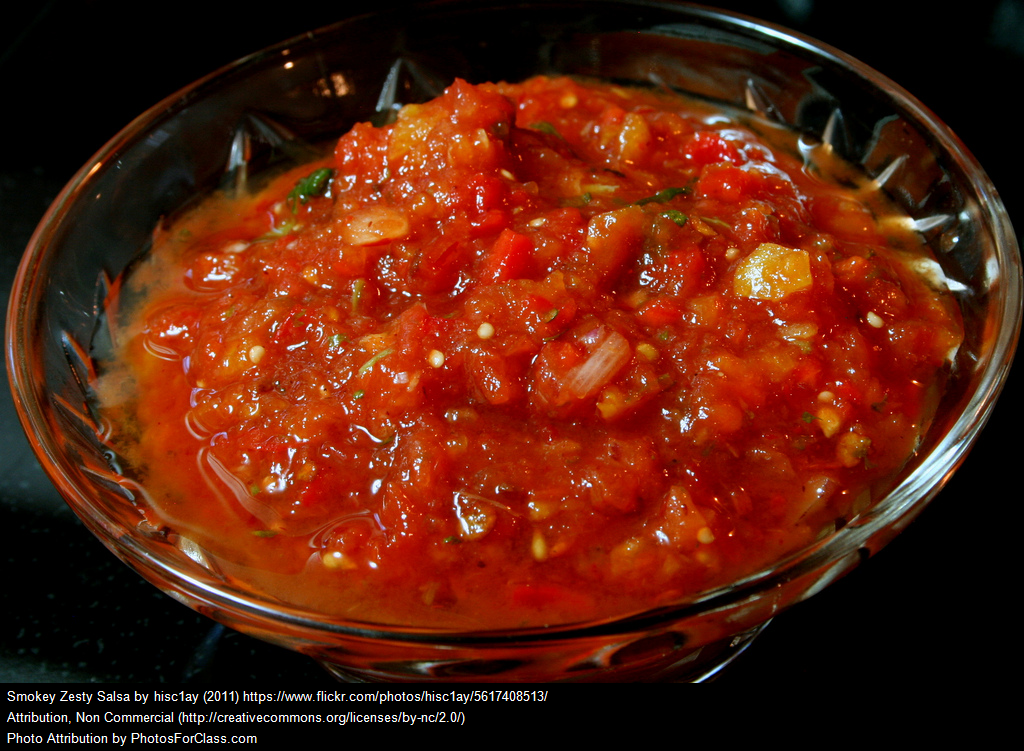 Smokey Zesty Salsa by hisc1ay (2011) https://www.flickr.com/photos/hisc1ay/5617408513/
Attribution, Non Commercial (http://creativecommons.org/licenses/by-nc/2.0/)
Photo Attribution by PhotosForClass.com